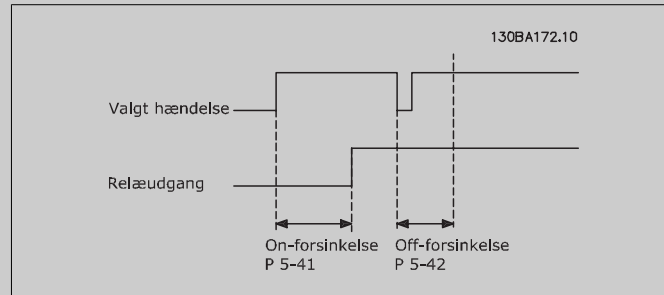 130BA172.10
Valgt hændelse
Relæudgang
On-forsinkelse
P 5-41
Off-forsinkelse
P 5-42